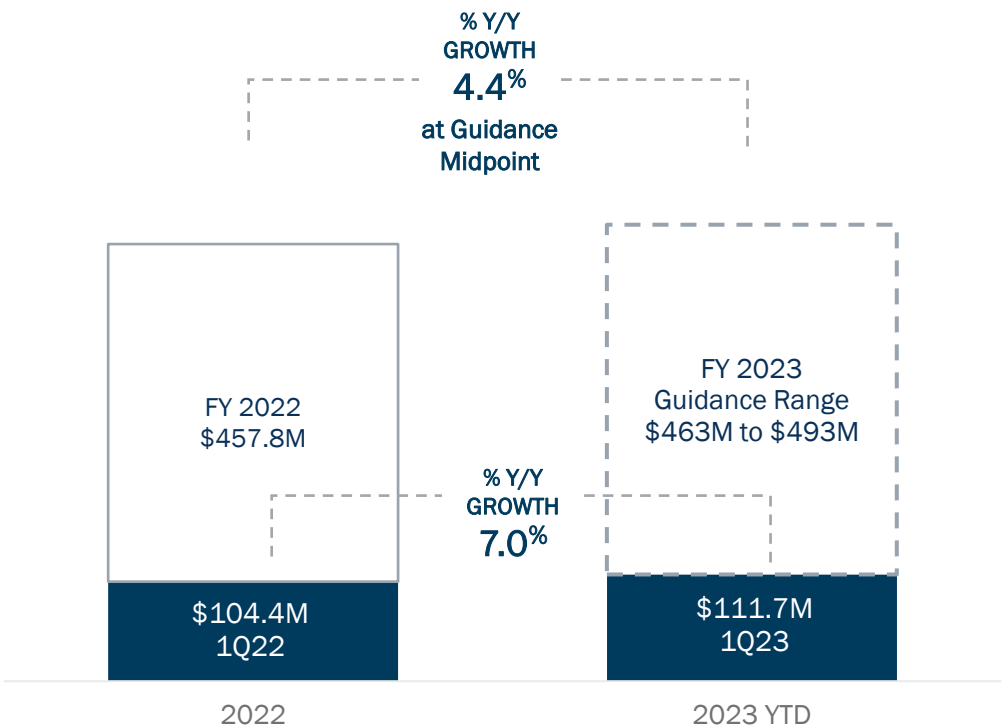 % Y/Y
GROWTH
4.4%
at Guidance
Midpoint
FY 2022
$457.8M
FY 2023
Guidance Range
$463M to $493M
% Y/Y
GROWTH
7.0%
$104.4M
1Q22
$111.7M
1Q23
2022
2023 YTD